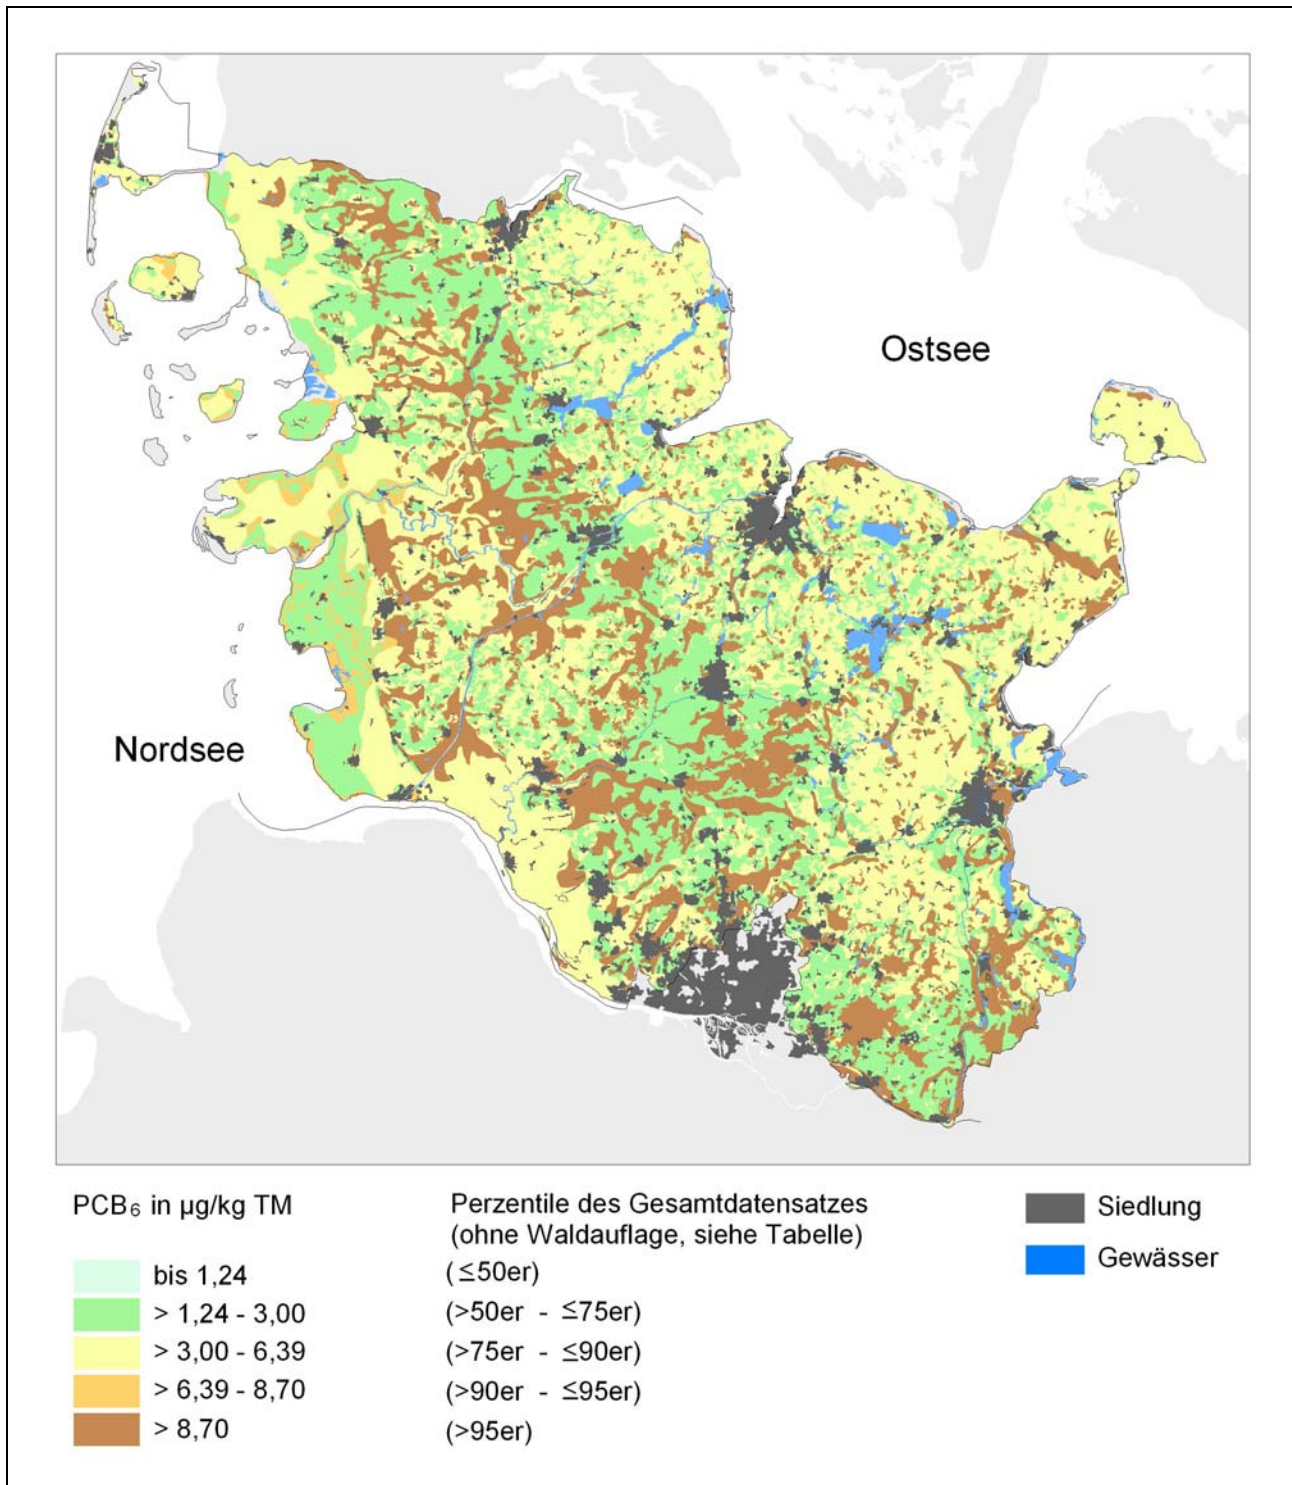 Ostsee
Nordsee
PCB₆ in µg/kg TM
Perzentile des Gesamtdatensatzes
(ohne Waldauflage, siehe Tabelle)
bis 1,24
(≤50er)
> 1,24 - 3,00
(>50er - ≤75er)
> 3,00 - 6,39
(>75er - ≤90er)
> 6,39 - 8,70
(>90er - ≤95er)
> 8,70
(>95er)
Siedlung
Gewässer